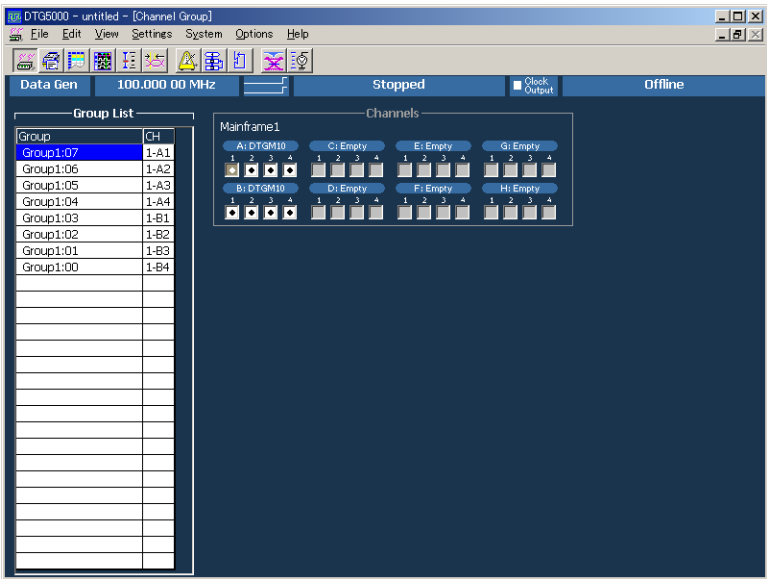 DTG5000 - untitled - [Channel Group]
File Edit View Settings System Options Help
Data Gen 100.000 00 MHz Stopped Clock Output Offline
Group List
Group CH
Group1:07 1-A1
Group1:06 1-A2
Group1:05 1-A3
Group1:04 1-A4
Group1:03 1-B1
Group1:02 1-B2
Group1:01 1-B3
Group1:00 1-B4
Channels
Mainframe1
A: DTGM10 C: Empty E: Empty G: Empty
1 2 3 4 1 2 3 4 1 2 3 4 1 2 3 4
B: DTGM10 D: Empty F: Empty H: Empty
1 2 3 4 1 2 3 4 1 2 3 4 1 2 3 4